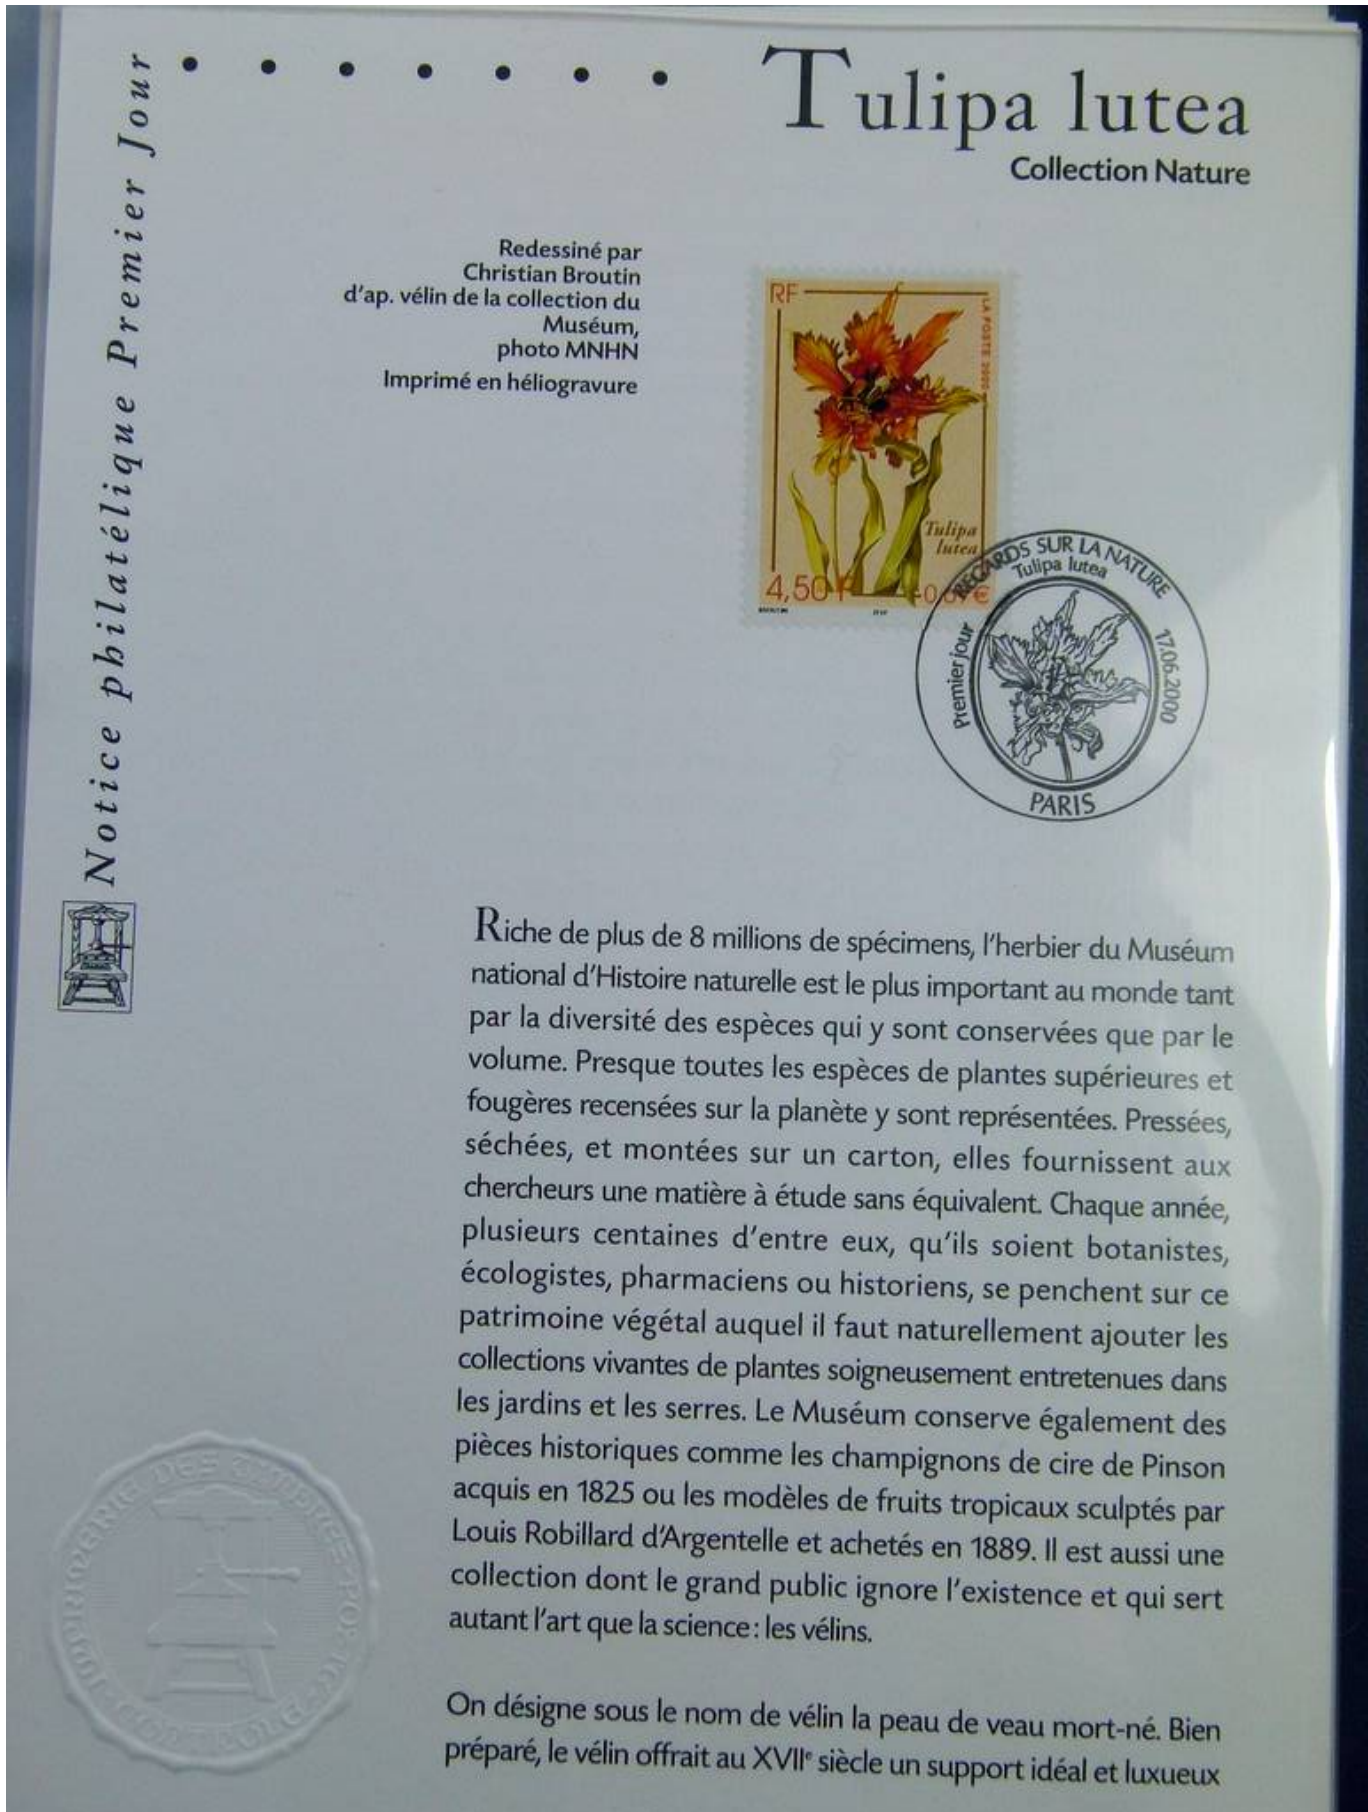 Notice philatélique Premier Jour
Tulipa lutea
Collection Nature
Redessiné par
Christian Broutin
d'ap. vélin de la collection du
Muséum,
photo MNHN
Imprimé en héliogravure
RF
LA POSTE 2000
Tulipa
lutea
4,50 F
0,69 €
REGARDS SUR LA NATURE
Tulipa lutea
Premier jour
17.06.2000
PARIS
Riche de plus de 8 millions de spécimens, l'herbier du Muséum
national d'Histoire naturelle est le plus important au monde tant
par la diversité des espèces qui y sont conservées que par le
volume. Presque toutes les espèces de plantes supérieures et
fougères recensées sur la planète y sont représentées. Pressées,
séchées, et montées sur un carton, elles fournissent aux
chercheurs une matière à étude sans équivalent. Chaque année,
plusieurs centaines d'entre eux, qu'ils soient botanistes,
écologistes, pharmaciens ou historiens, se penchent sur ce
patrimoine végétal auquel il faut naturellement ajouter les
collections vivantes de plantes soigneusement entretenues dans
les jardins et les serres. Le Muséum conserve également des
pièces historiques comme les champignons de cire de Pinson
acquis en 1825 ou les modèles de fruits tropicaux sculptés par
Louis Robillard d'Argentelle et achetés en 1889. Il est aussi une
collection dont le grand public ignore l'existence et qui sert
autant l'art que la science : les vélins.
On désigne sous le nom de vélin la peau de veau mort-né. Bien
préparé, le vélin offrait au XVIIe siècle un support idéal et luxueux
IMPRIMERIE DES TIMBRES-POSTE